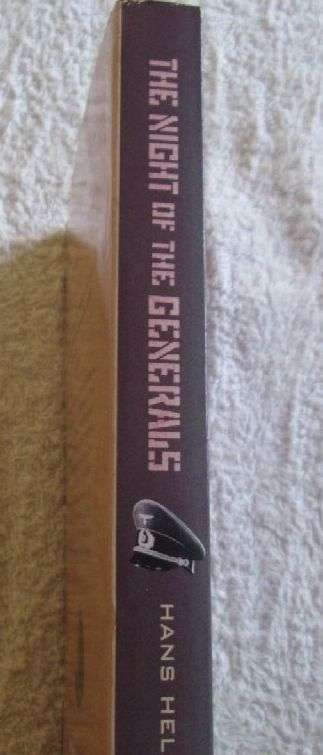 THE NIGHT OF THE GENERALS
HANS HEL